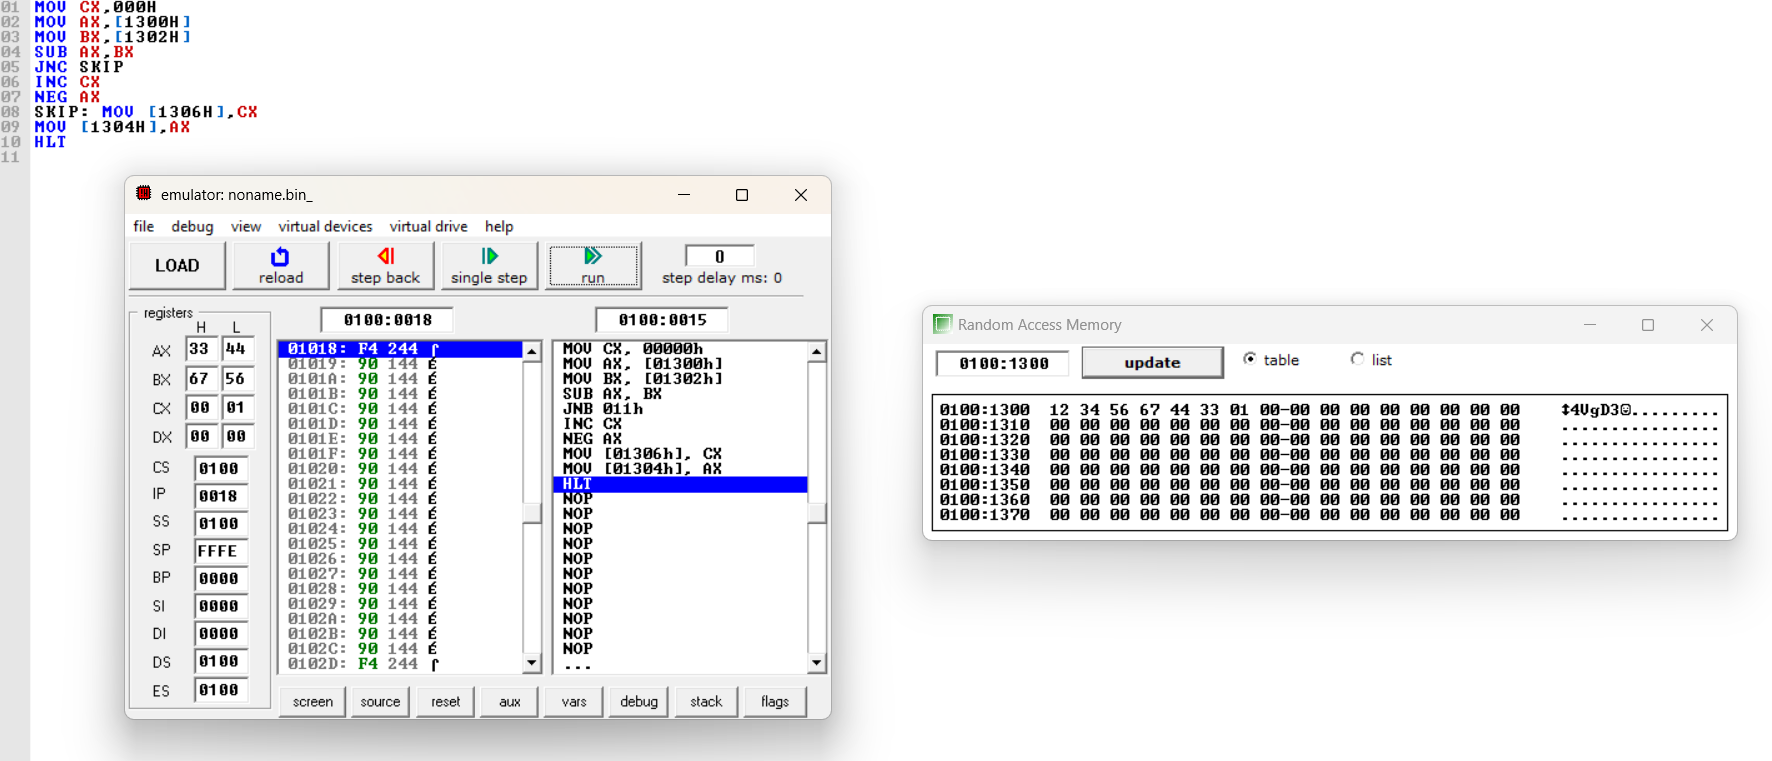 01 MOV CX,000H
02 MOV AX,[1300H]
03 MOV BX,[1302H]
04 SUB AX,BX
05 JNC SKIP
06 INC CX
07 NEG AX
08 SKIP: MOV [1306H],CX
09 MOV [1304H],AX
10 HLT
11
emulator: noname.bin_
file debug view virtual devices virtual drive help
LOAD reload step back single step run 0
step delay ms: 0
registers
H L
AX 33 44
BX 67 56
CX 00 01
DX 00 00
CS 0100
IP 0018
SS 0100
SP FFFE
BP 0000
SI 0000
DI 0000
DS 0100
ES 0100
0100:0018
01018: F4 244 ⌠
01019: 90 144 É
0101A: 90 144 É
0101B: 90 144 É
0101C: 90 144 É
0101D: 90 144 É
0101E: 90 144 É
0101F: 90 144 É
01020: 90 144 É
01021: 90 144 É
01022: 90 144 É
01023: 90 144 É
01024: 90 144 É
01025: 90 144 É
01026: 90 144 É
01027: 90 144 É
01028: 90 144 É
01029: 90 144 É
0102A: 90 144 É
0102B: 90 144 É
0102C: 90 144 É
0102D: F4 244 ⌠
0100:0015
MOV CX, 00000h
MOV AX, [01300h]
MOV BX, [01302h]
SUB AX, BX
JNB 011h
INC CX
NEG AX
MOV [01306h], CX
MOV [01304h], AX
HLT
NOP
NOP
NOP
NOP
NOP
NOP
NOP
NOP
NOP
NOP
NOP
...
screen source reset aux vars debug stack flags
Random Access Memory
0100:1300 update table list
0100:1300 12 34 56 67 44 33 01 00-00 00 00 00 00 00 00 00 ↕4VgD3☺.........
0100:1310 00 00 00 00 00 00 00 00-00 00 00 00 00 00 00 00 ................
0100:1320 00 00 00 00 00 00 00 00-00 00 00 00 00 00 00 00 ................
0100:1330 00 00 00 00 00 00 00 00-00 00 00 00 00 00 00 00 ................
0100:1340 00 00 00 00 00 00 00 00-00 00 00 00 00 00 00 00 ................
0100:1350 00 00 00 00 00 00 00 00-00 00 00 00 00 00 00 00 ................
0100:1360 00 00 00 00 00 00 00 00-00 00 00 00 00 00 00 00 ................
0100:1370 00 00 00 00 00 00 00 00-00 00 00 00 00 00 00 00 ................